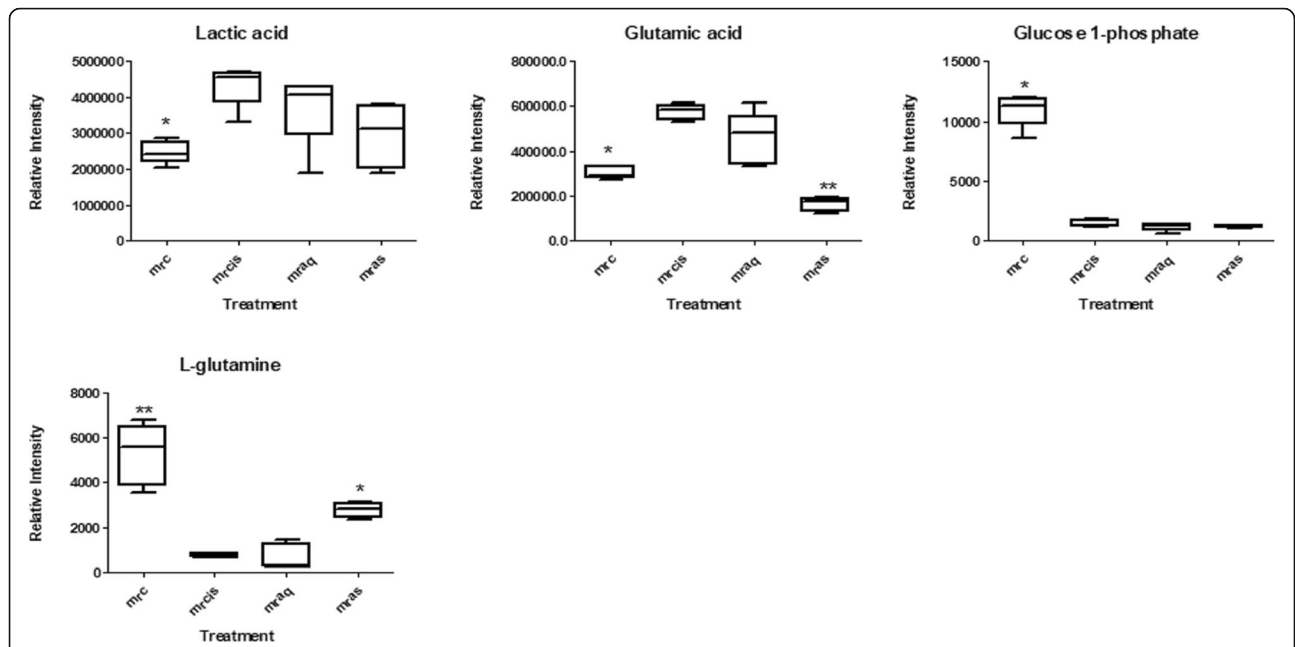 Lactic acid
5000000
4000000
3000000
2000000
1000000
0
Relative Intensity
*
mrc
mrcis
mraq
mras
Treatment
Glutamic acid
800000.0
600000.0
400000.0
200000.0
0.0
Relative Intensity
*
**
mrc
mrcis
mraq
mras
Treatment
Glucose 1-phosphate
15000
10000
5000
0
Relative Intensity
*
mrc
mrcis
mraq
mras
Treatment
L-glutamine
8000
6000
4000
2000
0
Relative Intensity
**
*
mrc
mrcis
mraq
mras
Treatment